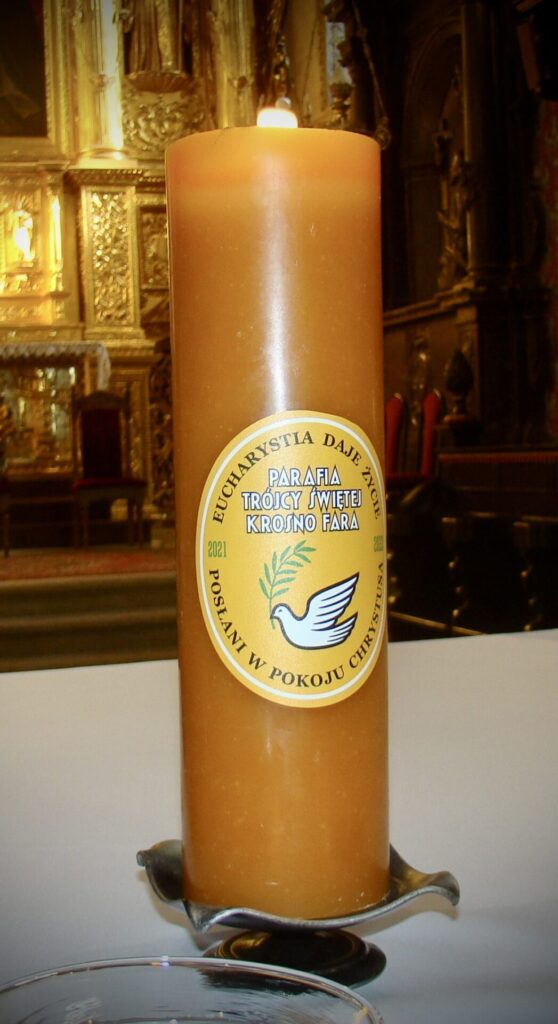 EUCHARYSTIA DAJE ŻYCIE
PARAFIA
TRÓJCY ŚWIĘTEJ
KROSNO FARA
2021
POSŁANI W POKOJU CHRYSTUSA